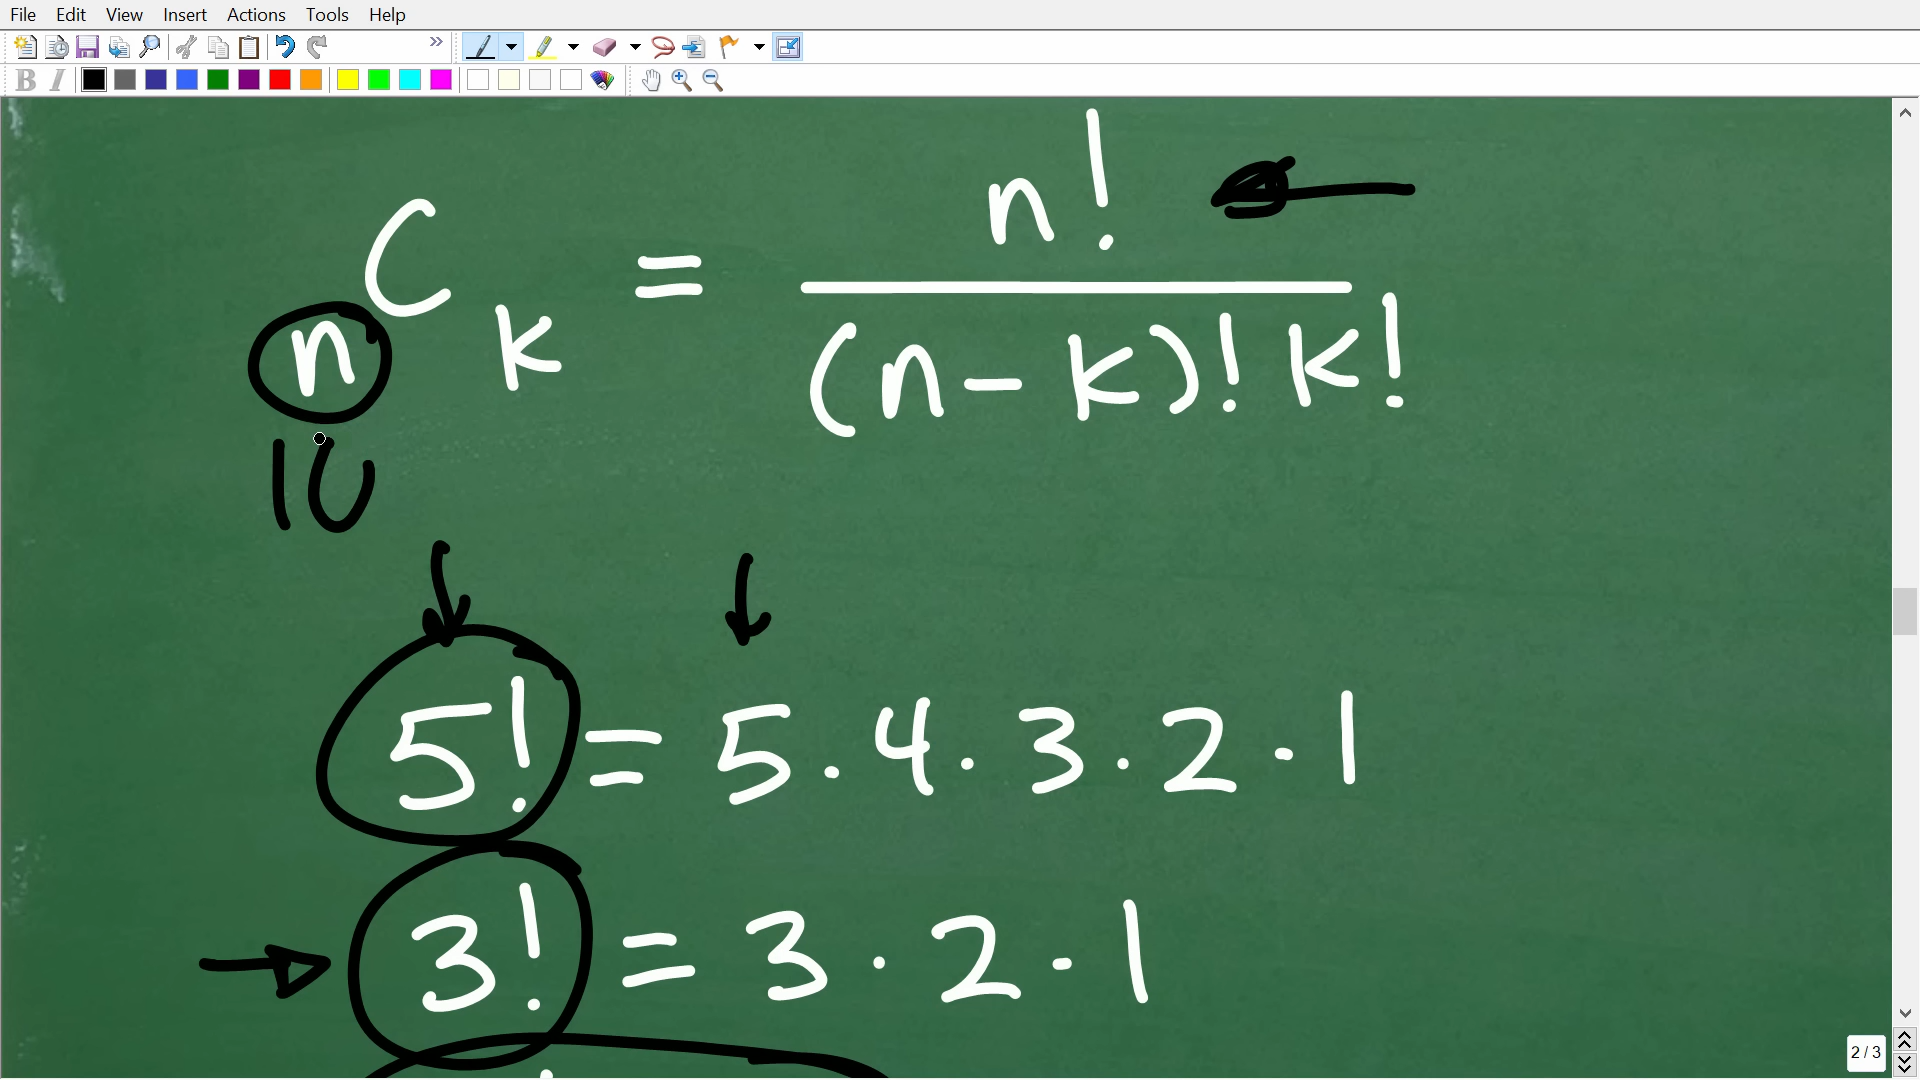 File Edit View Insert Actions Tools Help
B I
nCk = n! / (n-k)! k!
10
5! = 5 · 4 · 3 · 2 · 1
3! = 3 · 2 · 1
2 / 3